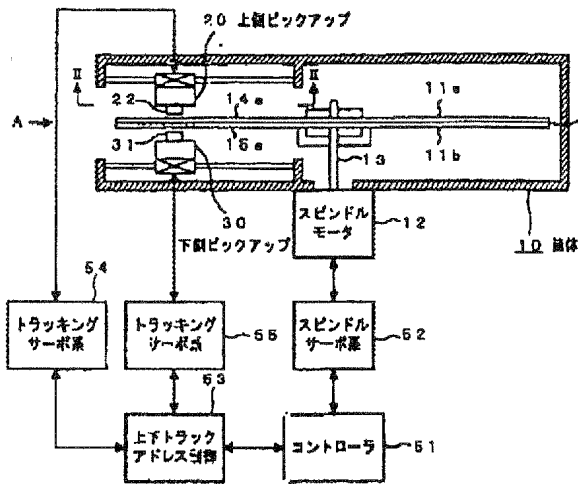 20 上側ピックアップ
II
II
22
14a
11a
A
31
15a
11b
13
30
10
下側ピックアップ
スピンドル
モータ
12
54
トラッキング
サーボ系
トラッキング
サーボ系
55
スピンドル
サーボ系
52
53
上下トラック
アドレス制御
コントローラ
51